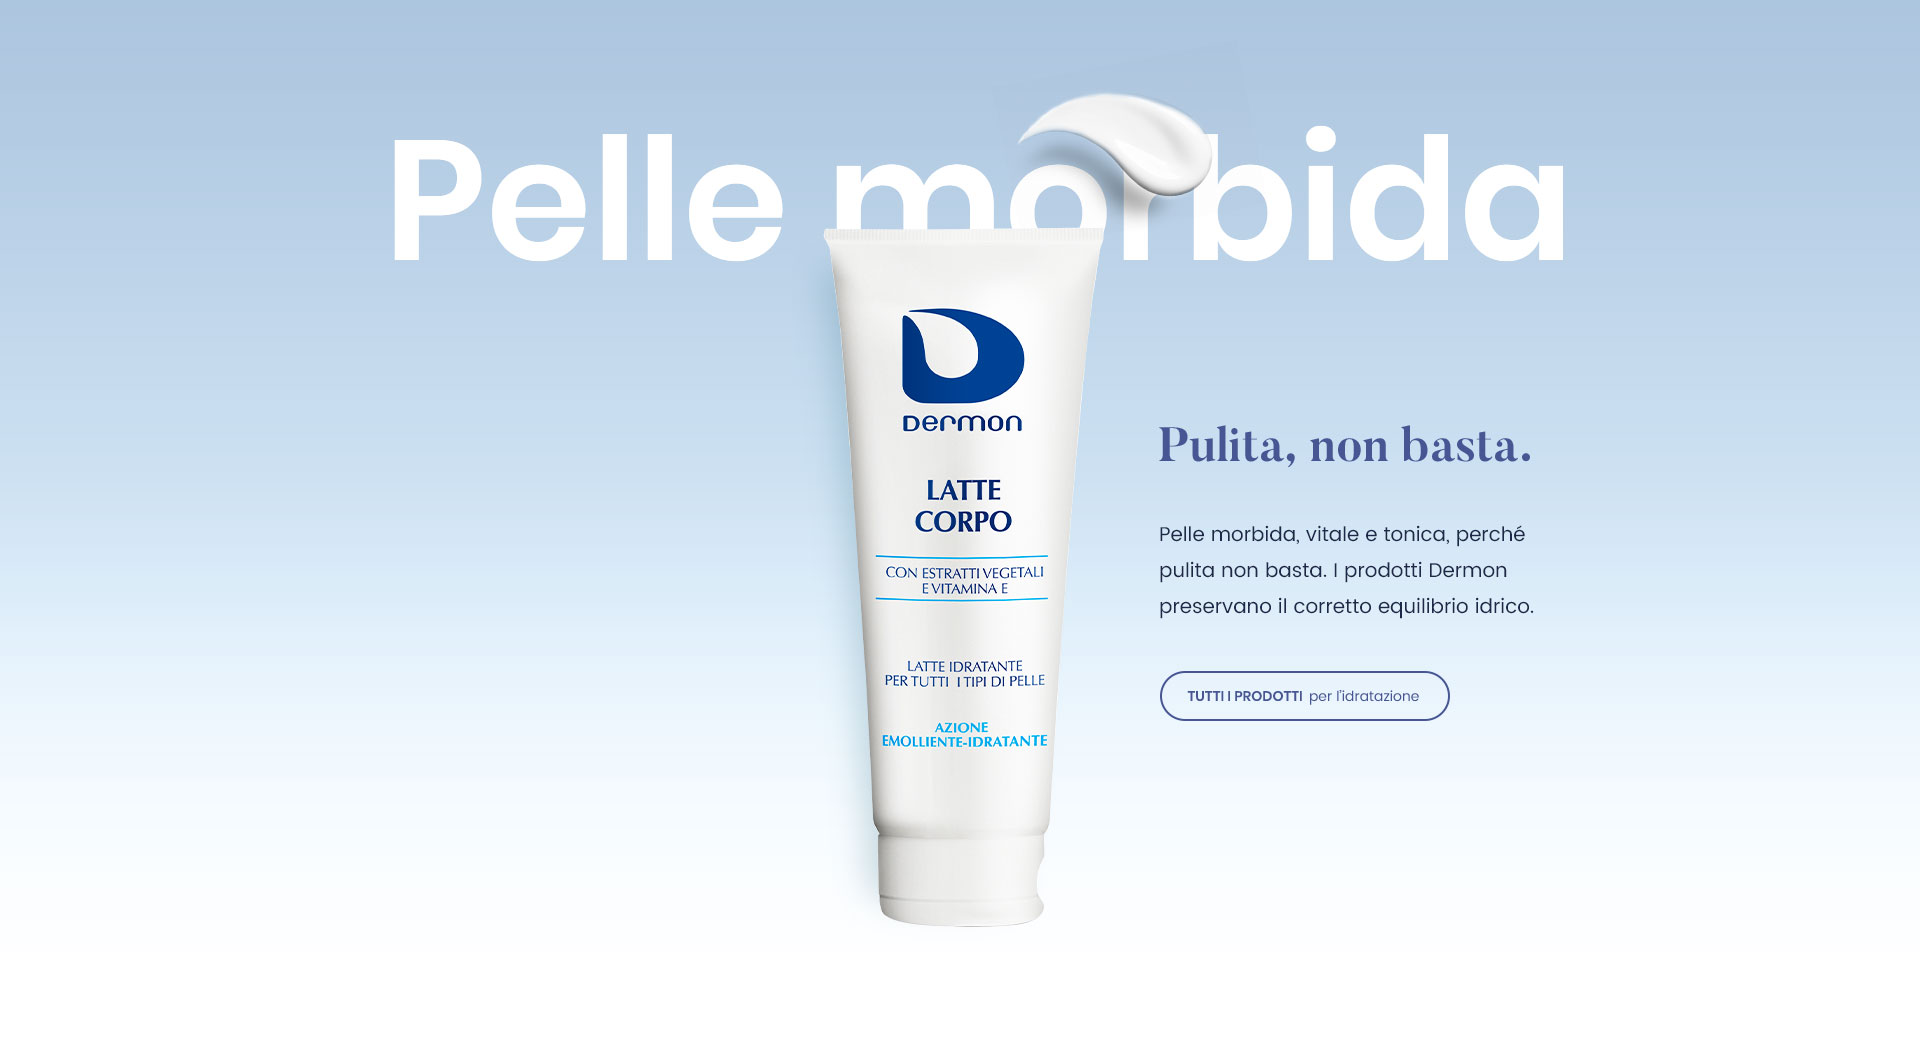 Pelle morbida
Dermon
LATTE
CORPO
CON ESTRATTI VEGETALI
E VITAMINA E
LATTE IDRATANTE
PER TUTTI I TIPI DI PELLE
AZIONE
EMOLLIENTE-IDRATANTE
Pulita, non basta.
Pelle morbida, vitale e tonica, perché
pulita non basta. I prodotti Dermon
preservano il corretto equilibrio idrico.
TUTTI I PRODOTTI per l'idratazione